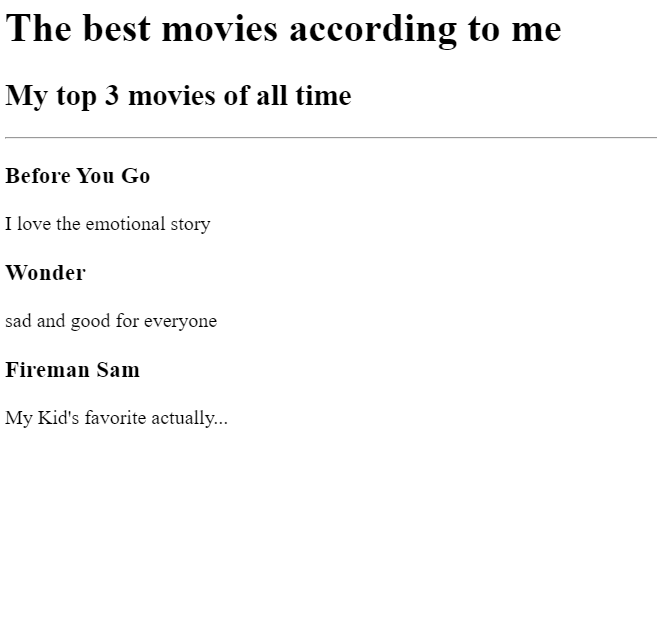 The best movies according to me
My top 3 movies of all time
Before You Go
I love the emotional story
Wonder
sad and good for everyone
Fireman Sam
My Kid's favorite actually...